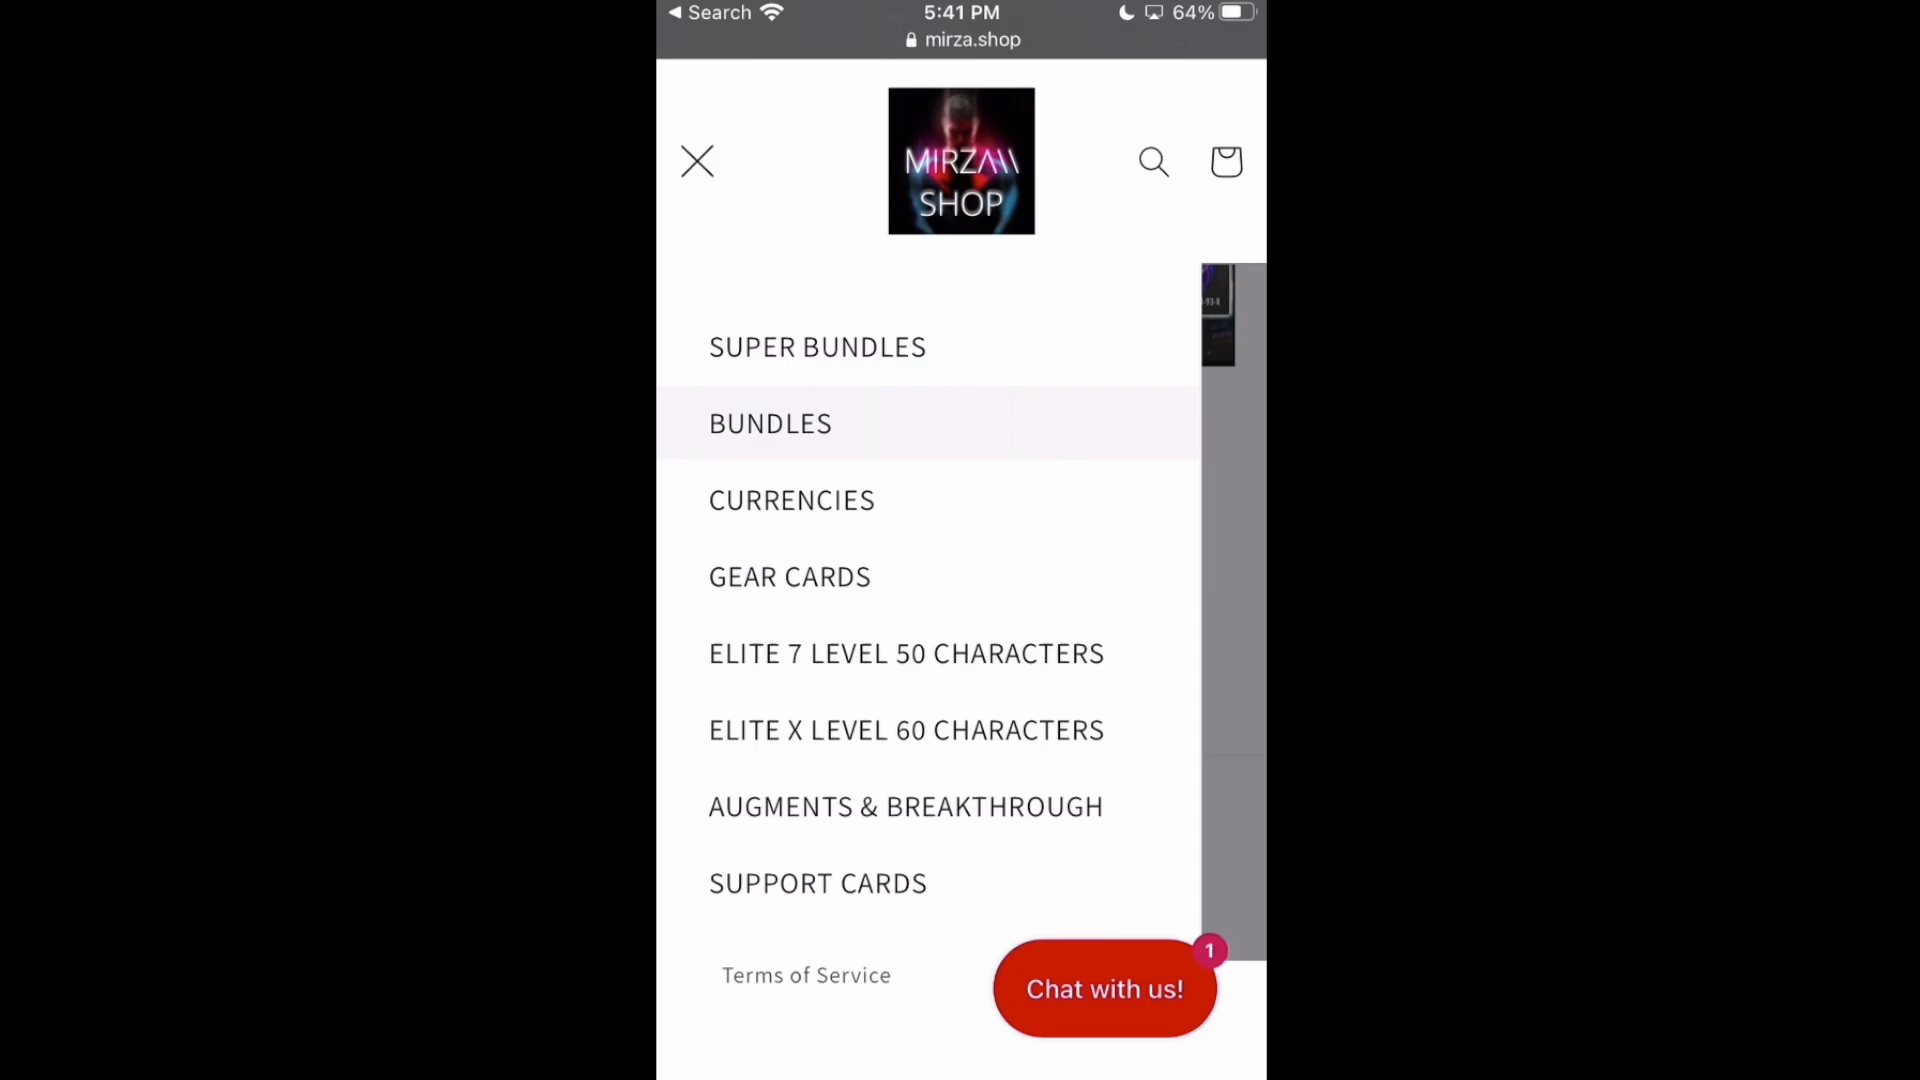 ◀ Search 5:41 PM 64%
mirza.shop
MIRZA\\
SHOP
-93-R
SUPER BUNDLES
BUNDLES
CURRENCIES
GEAR CARDS
ELITE 7 LEVEL 50 CHARACTERS
ELITE X LEVEL 60 CHARACTERS
AUGMENTS & BREAKTHROUGH
SUPPORT CARDS
1
Terms of Service
Chat with us!